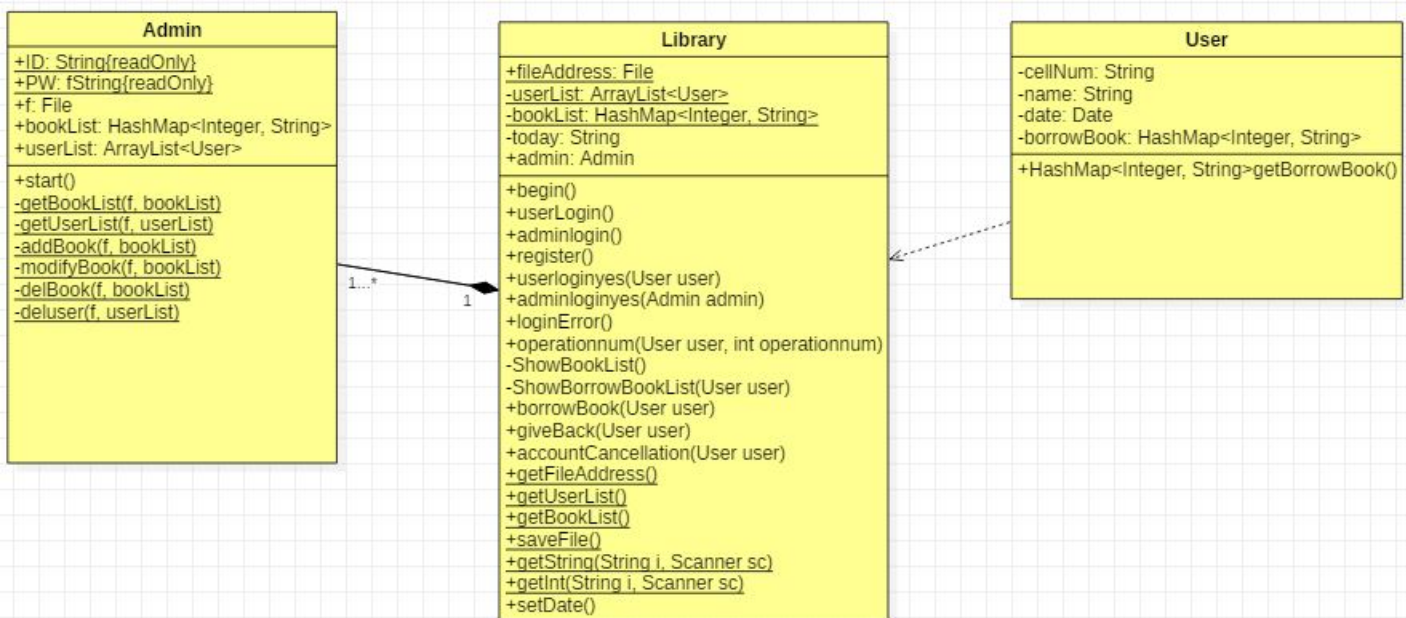 Admin
+ID: String{readOnly}
+PW: fString{readOnly}
+f: File
+bookList: HashMap<Integer, String>
+userList: ArrayList<User>
+start()
-getBookList(f, bookList)
-getUserList(f, userList)
-addBook(f, bookList)
-modifyBook(f, bookList)
-delBook(f, bookList)
-deluser(f, userList)
1...*
1
Library
+fileAddress: File
-userList: ArrayList<User>
-bookList: HashMap<Integer, String>
-today: String
+admin: Admin
+begin()
+userLogin()
+adminlogin()
+register()
+userloginyes(User user)
+adminloginyes(Admin admin)
+loginError()
+operationnum(User user, int operationnum)
-ShowBookList()
-ShowBorrowBookList(User user)
+borrowBook(User user)
+giveBack(User user)
+accountCancellation(User user)
+getFileAddress()
+getUserList()
+getBookList()
+saveFile()
+getString(String i, Scanner sc)
+getInt(String i, Scanner sc)
+setDate()
User
-cellNum: String
-name: String
-date: Date
-borrowBook: HashMap<Integer, String>
+HashMap<Integer, String>getBorrowBook()